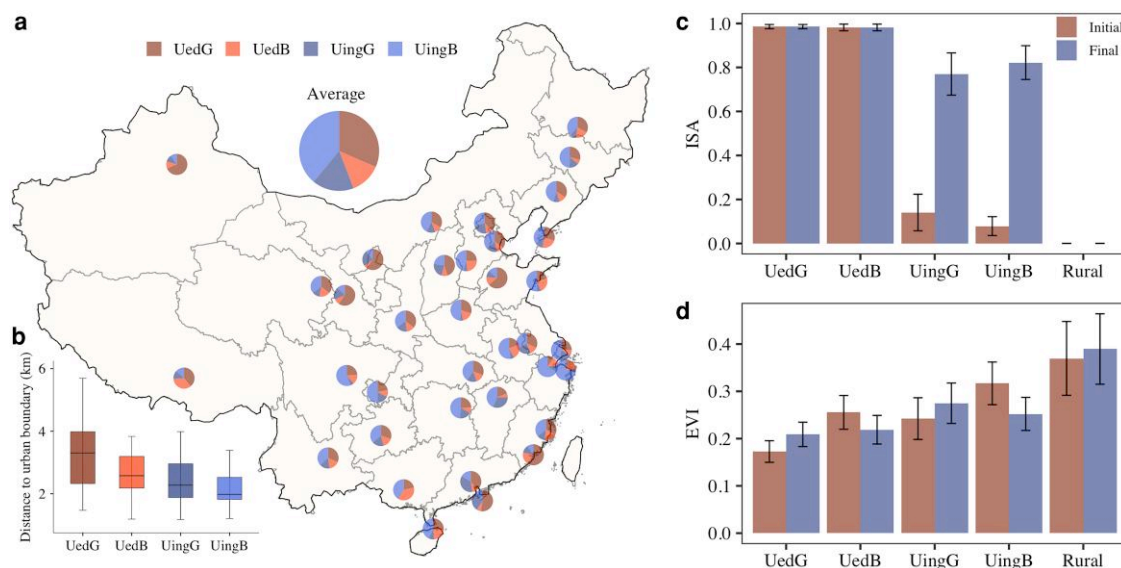 a
UedG UedB UingG UingB
Average
b
Distance to urban boundary (km)
6
4
2
UedG UedB UingG UingB
c
Initial
Final
ISA
1.0
0.8
0.6
0.4
0.2
0.0
UedG UedB UingG UingB Rural
d
EVI
0.4
0.3
0.2
0.1
0.0
UedG UedB UingG UingB Rural